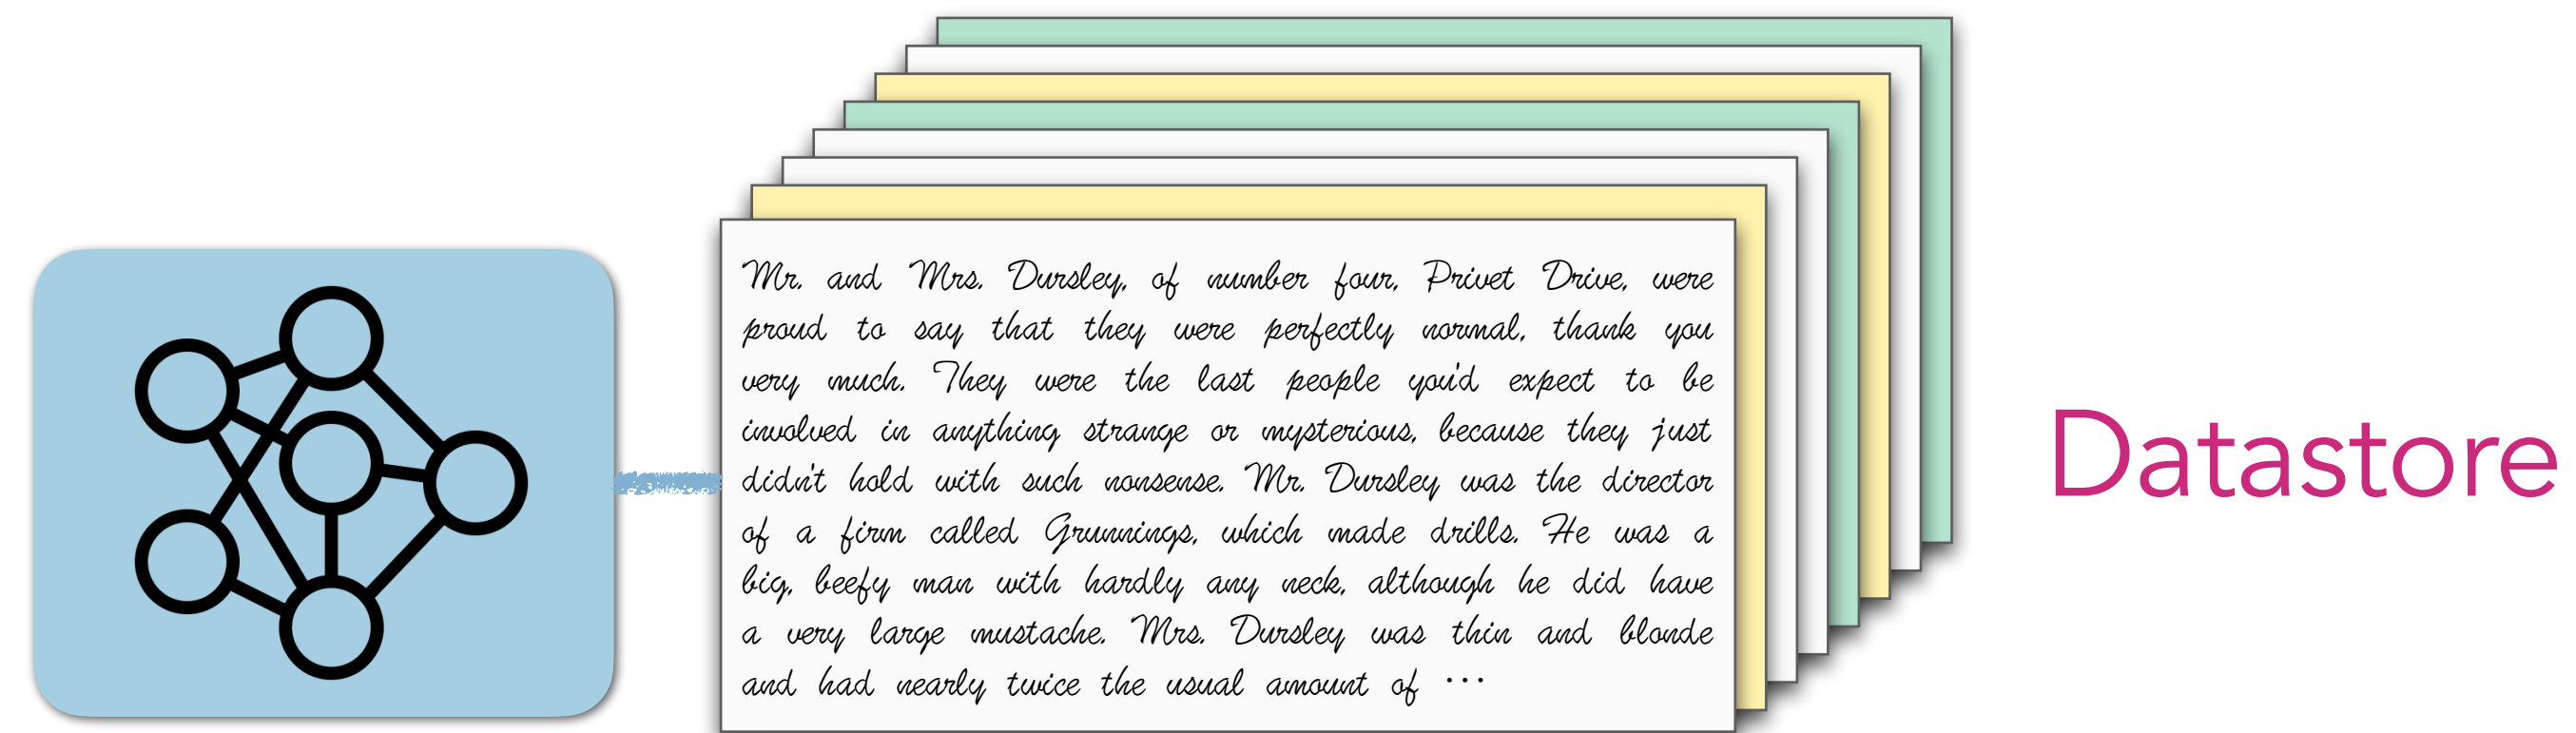 Mr. and Mrs. Dursley, of number four, Privet Drive, were
proud to say that they were perfectly normal, thank you
very much. They were the last people you'd expect to be
involved in anything strange or mysterious, because they just
didn't hold with such nonsense. Mr. Dursley was the director
of a firm called Grunnings, which made drills. He was a
big, beefy man with hardly any neck, although he did have
a very large mustache. Mrs. Dursley was thin and blonde
and had nearly twice the usual amount of ...
Datastore